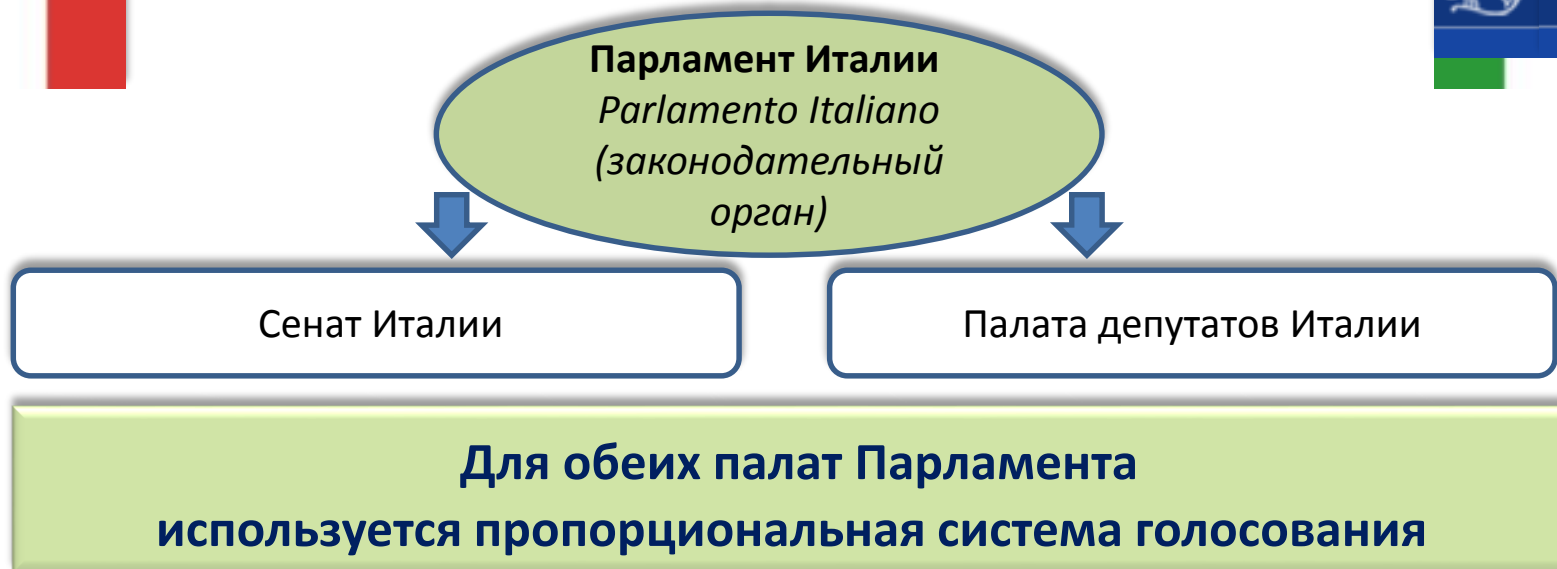 Парламент Италии
Parlamento Italiano
(законодательный
орган)
Сенат Италии
Палата депутатов Италии
Для обеих палат Парламента
используется пропорциональная система голосования